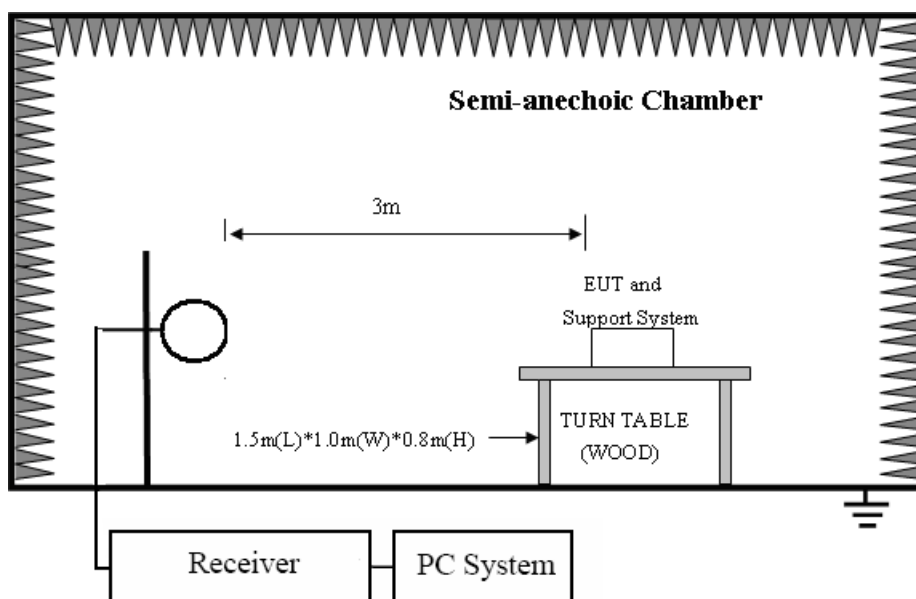 Semi-anechoic Chamber
3m
EUT and
Support System
1.5m(L)*1.0m(W)*0.8m(H)
TURN TABLE
(WOOD)
Receiver
PC System